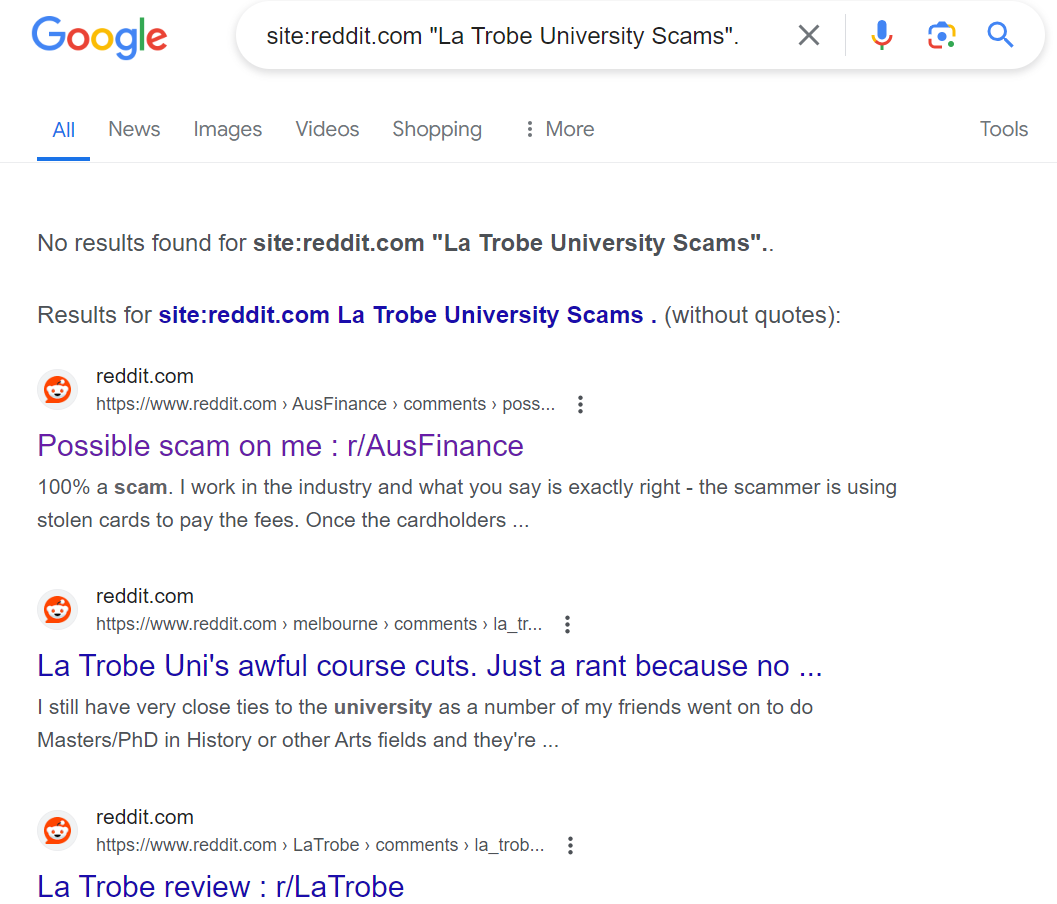 Google
site:reddit.com "La Trobe University Scams".
All News Images Videos Shopping More Tools
No results found for site:reddit.com "La Trobe University Scams"..
Results for site:reddit.com La Trobe University Scams . (without quotes):
reddit.com
https://www.reddit.com › AusFinance › comments › poss...
Possible scam on me : r/AusFinance
100% a scam. I work in the industry and what you say is exactly right - the scammer is using
stolen cards to pay the fees. Once the cardholders ...
reddit.com
https://www.reddit.com › melbourne › comments › la_tr...
La Trobe Uni's awful course cuts. Just a rant because no ...
I still have very close ties to the university as a number of my friends went on to do
Masters/PhD in History or other Arts fields and they're ...
reddit.com
https://www.reddit.com › LaTrobe › comments › la_trob...
La Trobe review : r/LaTrobe